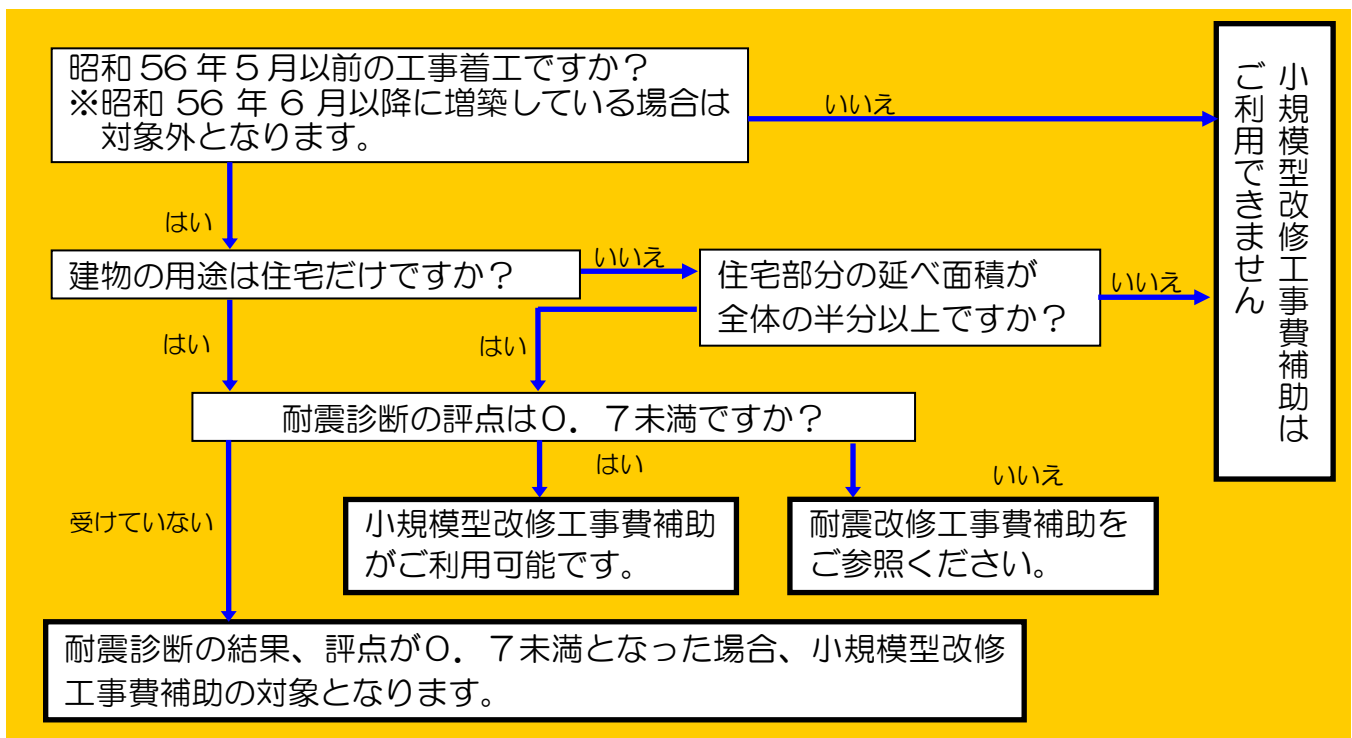 昭和56年5月以前の工事着工ですか？
※昭和 56 年 6 月以降に増築している場合は
対象外となります。
いいえ
小規模型改修工事費補助は
ご利用できません
はい
建物の用途は住宅だけですか？
いいえ
住宅部分の延べ面積が
全体の半分以上ですか？
いいえ
はい
はい
耐震診断の評点は０．７未満ですか？
受けていない
はい
いいえ
小規模型改修工事費補助
がご利用可能です。
耐震改修工事費補助を
ご参照ください。
耐震診断の結果、評点が０．７未満となった場合、小規模型改修
工事費補助の対象となります。